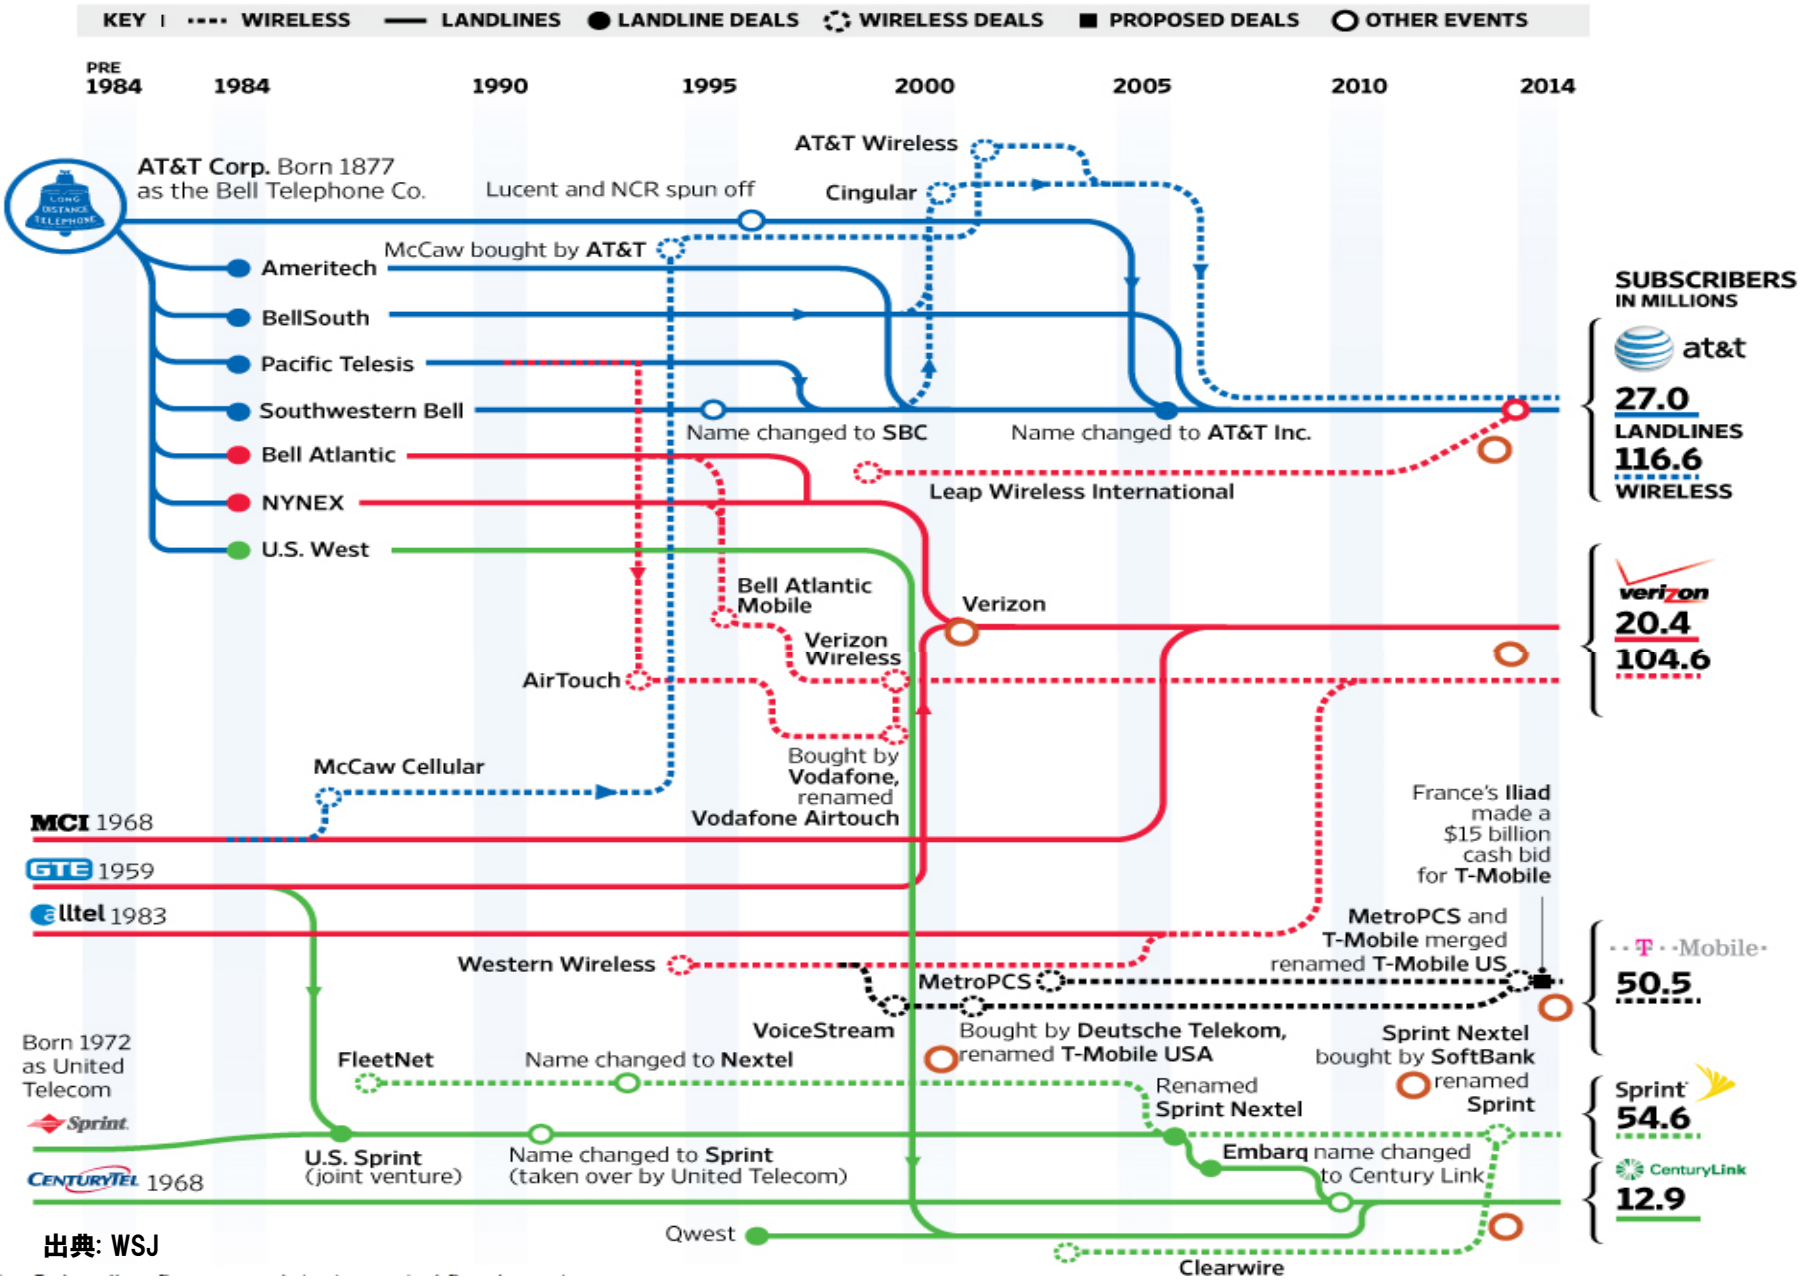 KEY | WIRELESS LANDLINES LANDLINE DEALS WIRELESS DEALS PROPOSED DEALS OTHER EVENTS
PRE
1984 1984 1990 1995 2000 2005 2010 2014
LONG
DISTANCE
TELEPHONE
AT&T Corp. Born 1877
as the Bell Telephone Co.
Lucent and NCR spun off
AT&T Wireless
Cingular
McCaw bought by AT&T
Ameritech
BellSouth
Pacific Telesis
Southwestern Bell
Name changed to SBC
Name changed to AT&T Inc.
Bell Atlantic
Leap Wireless International
NYNEX
U.S. West
Bell Atlantic
Mobile
Verizon
Verizon
Wireless
AirTouch
Bought by
Vodafone,
renamed
Vodafone Airtouch
McCaw Cellular
MCI 1968
GTE 1959
alltel 1983
Western Wireless
MetroPCS
VoiceStream
Bought by Deutsche Telekom,
renamed T-Mobile USA
France's Iliad
made a
$15 billion
cash bid
for T-Mobile
MetroPCS and
T-Mobile merged
renamed T-Mobile US
Born 1972
as United
Telecom
Sprint
FleetNet
Name changed to Nextel
Renamed
Sprint Nextel
Sprint Nextel
bought by SoftBank
renamed
Sprint
U.S. Sprint
(joint venture)
Name changed to Sprint
(taken over by United Telecom)
Embarq name changed
to Century Link
CENTURYTEL 1968
Qwest
Clearwire
出典: WSJ
SUBSCRIBERS
IN MILLIONS
at&t
27.0
LANDLINES
116.6
WIRELESS
verizon
20.4
104.6
T-Mobile
50.5
Sprint
54.6
CenturyLink
12.9